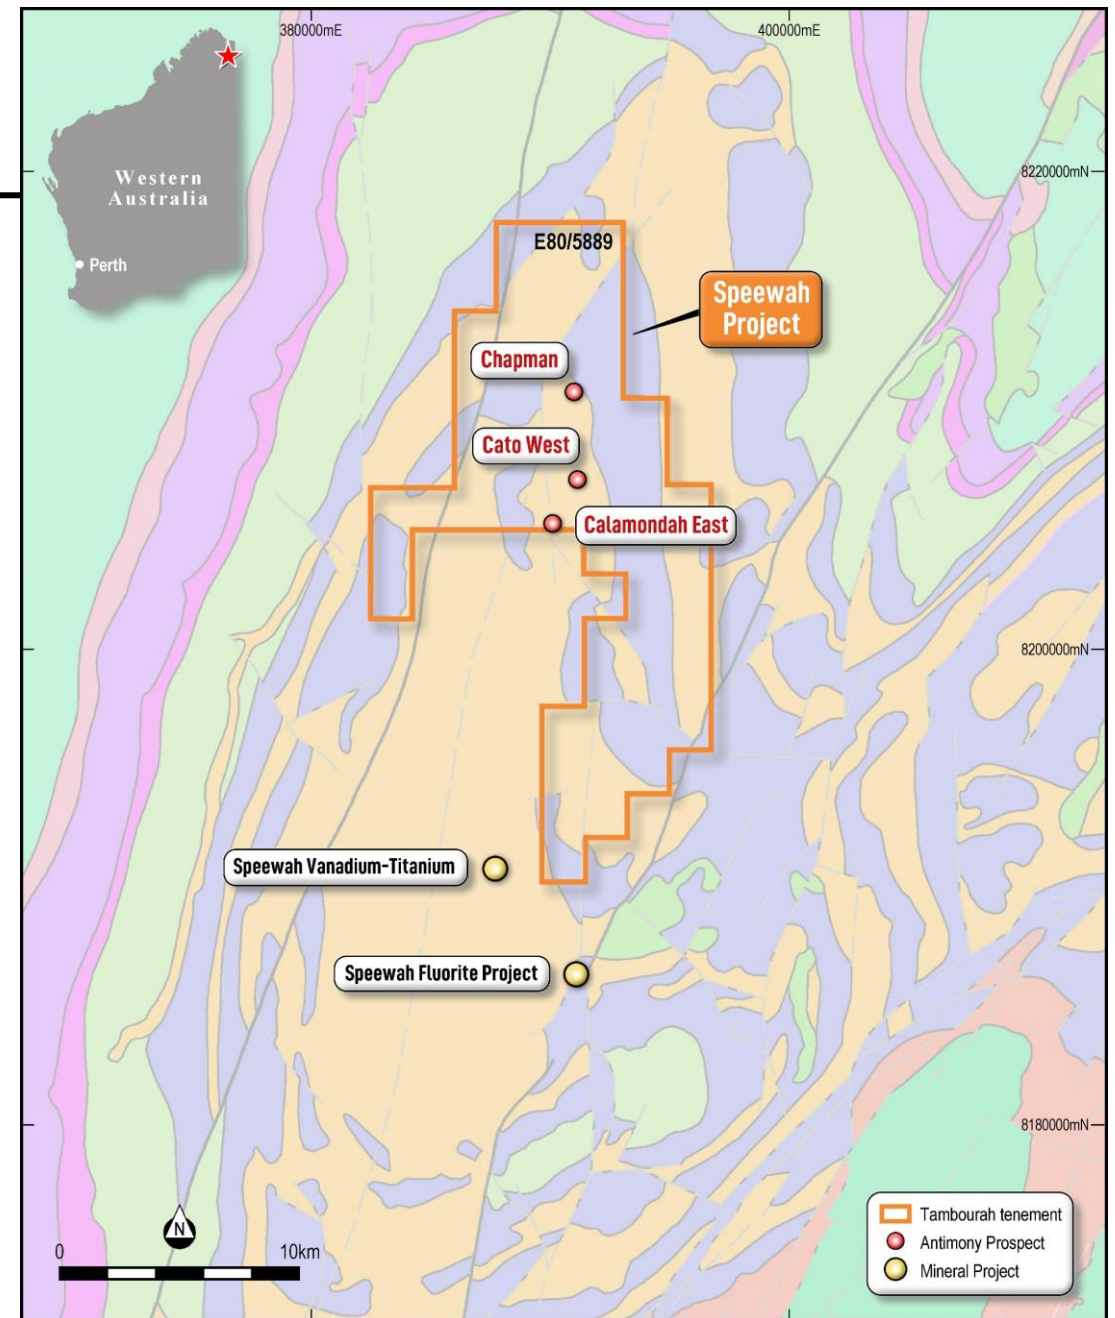 380000mE
400000mE
Western
Australia
Perth
8220000mN
E80/5889
Speewah
Project
Chapman
Cato West
Calamondah East
8200000mN
Speewah Vanadium-Titanium
Speewah Fluorite Project
8180000mN
N
0
10km
Tambourah tenement
Antimony Prospect
Mineral Project